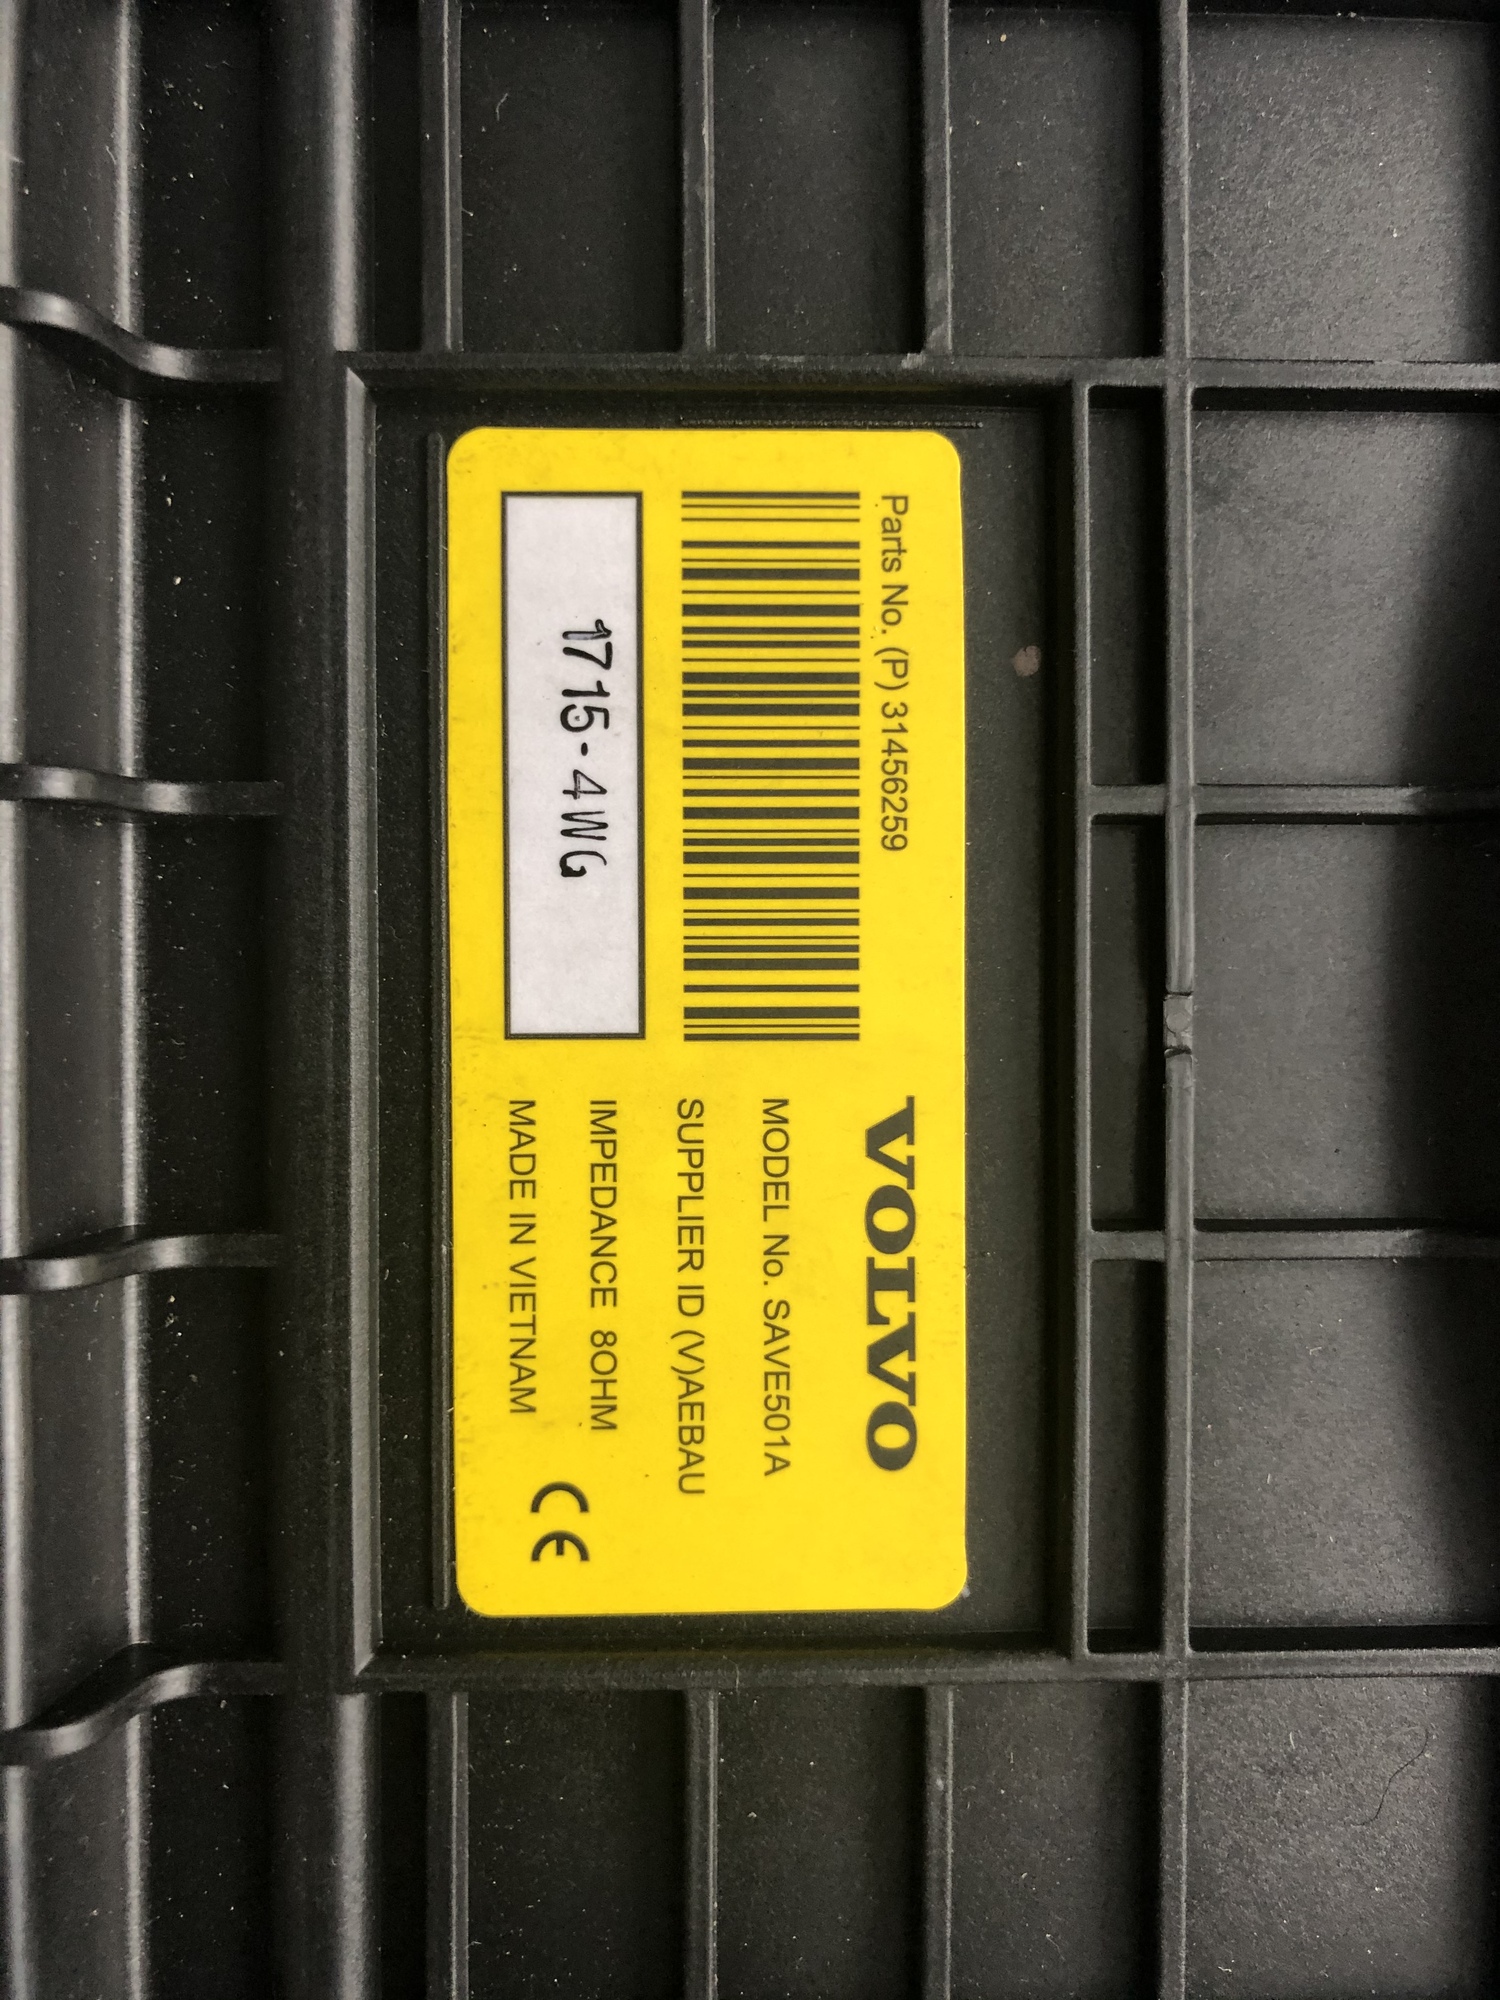 Parts No. (P) 31456259
1715-4WG
VOLVO
MODEL No. SAVE501A
SUPPLIER ID (V)AEBAU
IMPEDANCE 8OHM
MADE IN VIETNAM
CE